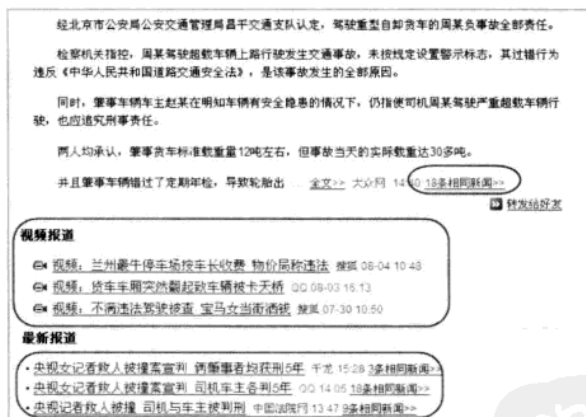 经北京市公安局公安交通管理局昌平交通支队认定，驾驶重型自卸货车的周某负事故全部责任。
检察机关指控，周某驾驶超载车辆上路行驶发生交通事故，未按规定设置警示标志，其过错行为
违反《中华人民共和国道路交通安全法》，是该事故发生的全部原因。
同时，肇事车辆车主赵某在明知车辆有安全隐患的情况下，仍指使司机周某驾驶严重超载车辆行
驶，也应追究刑事责任。
两人均承认，肇事货车标准载重量12吨左右，但事故当天的实际载重达30多吨。
并且肇事车辆错过了定期年检，导致轮胎出 ... 全文>> 大众网 14:40 18条相同新闻>>
转发给好友
视频报道
视频：兰州最牛停车场按车长收费 物价局称违法 搜狐 08-04 10:48
视频：货车车厢突然翻起致车辆被卡天桥 QQ 08-03 16:13
视频：不满违法驾驶被查 宝马女当街洒钱 搜狐 07-30 10:50
最新报道
·央视女记者救人被撞案宣判 俩肇事者均获刑5年 千龙 15:28 3条相同新闻>>
·央视女记者救人被撞案宣判 司机车主各判5年 QQ 14:05 18条相同新闻>>
·央视记者救人被撞 司机与车主被判刑 中国法院网 13:47 9条相同新闻>>